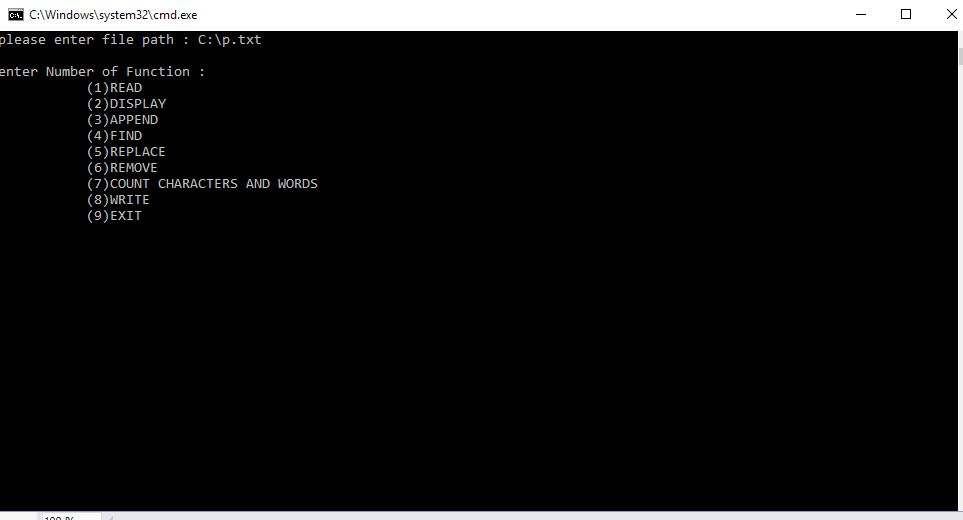 C:\Windows\system32\cmd.exe
please enter file path : C:\p.txt
enter Number of Function :
(1)READ
(2)DISPLAY
(3)APPEND
(4)FIND
(5)REPLACE
(6)REMOVE
(7)COUNT CHARACTERS AND WORDS
(8)WRITE
(9)EXIT